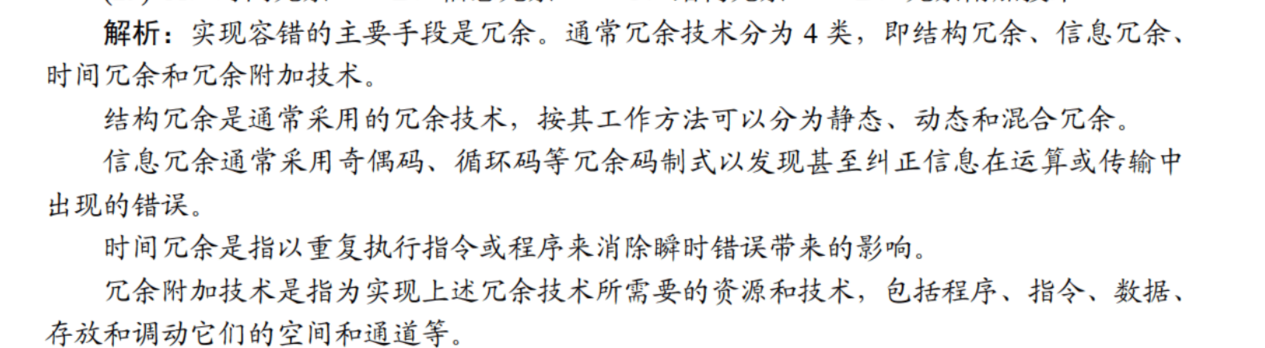 解析：实现容错的主要手段是冗余。通常冗余技术分为 4 类，即结构冗余、信息冗余、
时间冗余和冗余附加技术。
结构冗余是通常采用的冗余技术，按其工作方法可以分为静态、动态和混合冗余。
信息冗余通常采用奇偶码、循环码等冗余码制式以发现甚至纠正信息在运算或传输中
出现的错误。
时间冗余是指以重复执行指令或程序来消除瞬时错误带来的影响。
冗余附加技术是指为实现上述冗余技术所需要的资源和技术，包括程序、指令、数据、
存放和调动它们的空间和通道等。